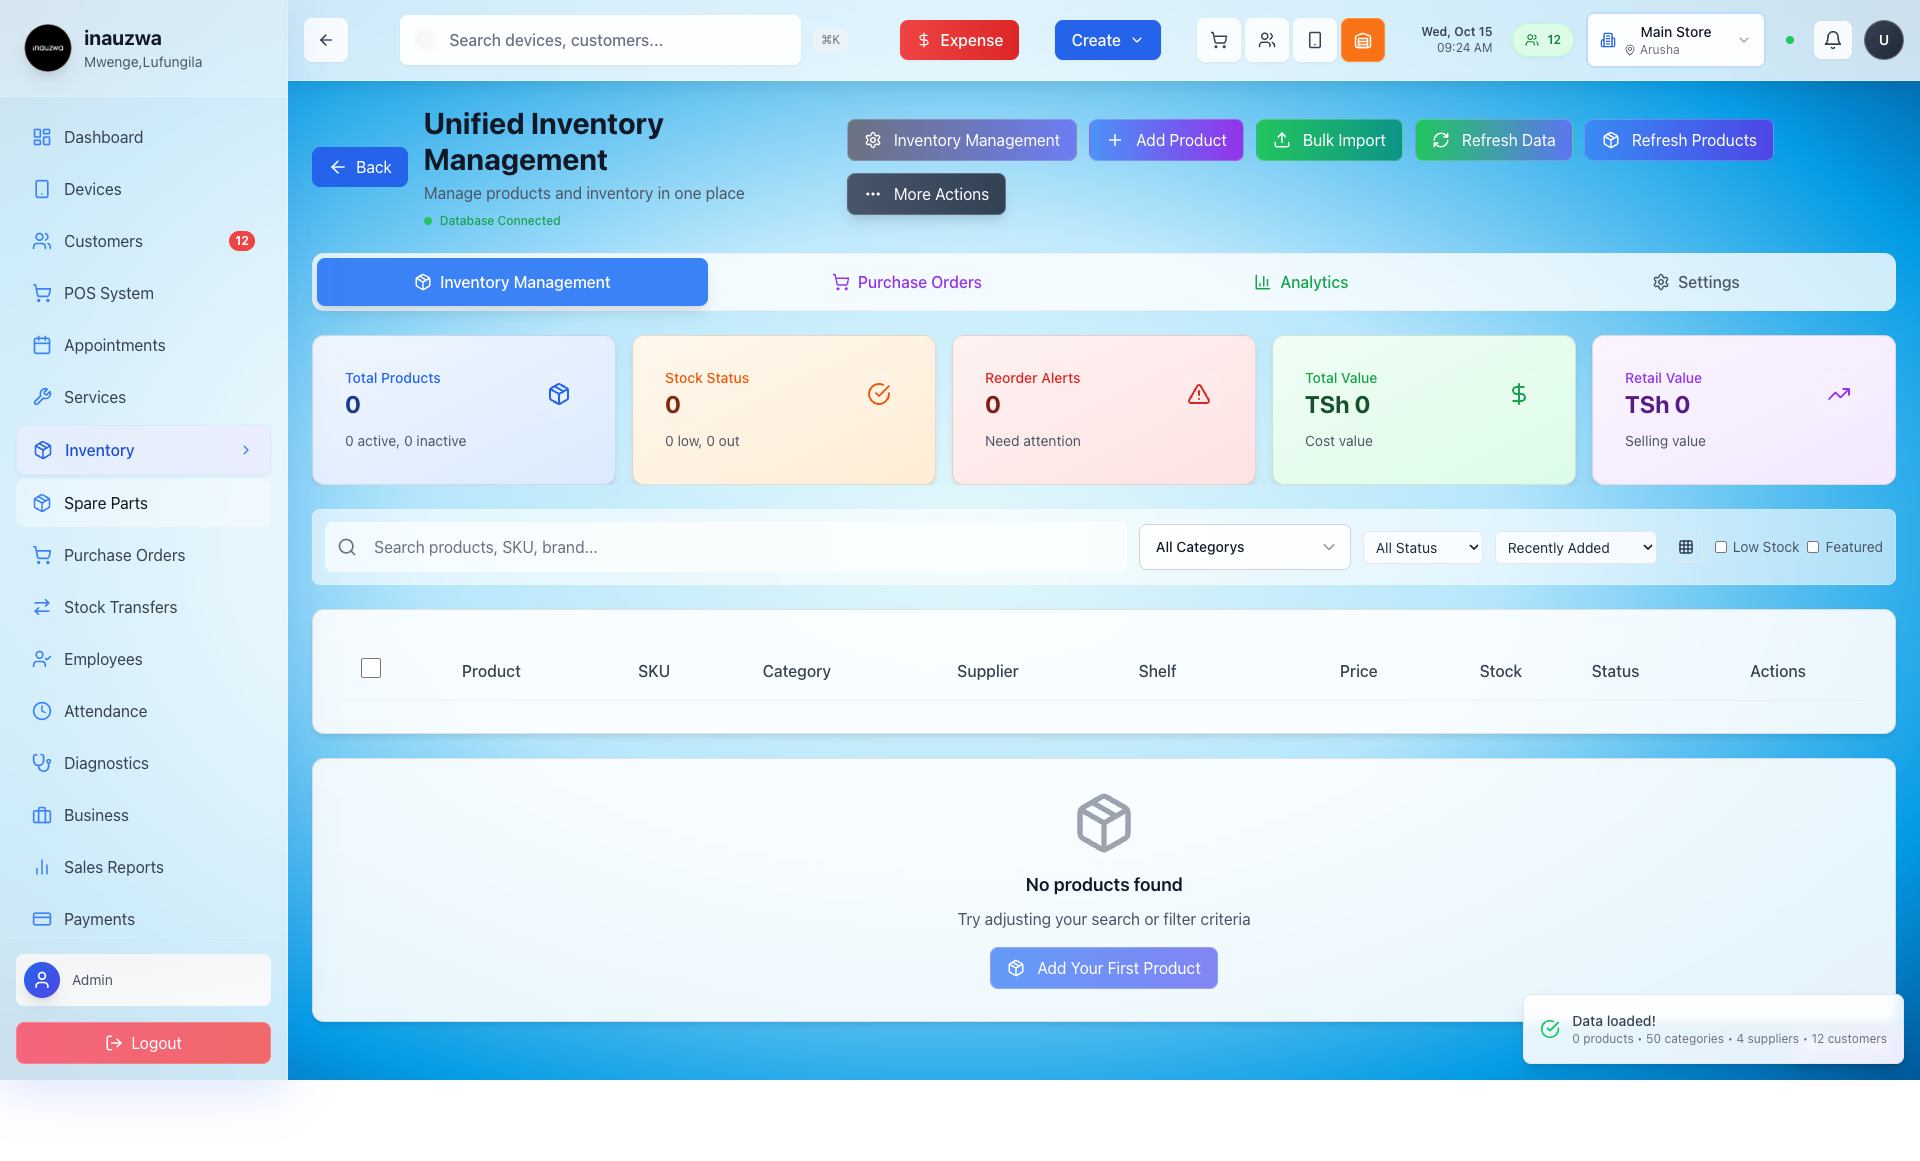 inauzwa
inauzwa
Mwenge,Lufungila
Search devices, customers...
⌘K
Expense
Create
Wed, Oct 15
09:24 AM
12
Main Store
Arusha
U
Dashboard
Devices
Customers
12
POS System
Appointments
Services
Inventory
Spare Parts
Purchase Orders
Stock Transfers
Employees
Attendance
Diagnostics
Business
Sales Reports
Payments
Admin
Logout
Back
Unified Inventory
Management
Manage products and inventory in one place
Database Connected
Inventory Management
Add Product
Bulk Import
Refresh Data
Refresh Products
More Actions
Inventory Management
Purchase Orders
Analytics
Settings
Total Products
0
0 active, 0 inactive
Stock Status
0
0 low, 0 out
Reorder Alerts
0
Need attention
Total Value
TSh 0
Cost value
Retail Value
TSh 0
Selling value
Search products, SKU, brand...
All Categorys
All Status
Recently Added
Low Stock
Featured
Product SKU Category Supplier Shelf Price Stock Status Actions
No products found
Try adjusting your search or filter criteria
Add Your First Product
Data loaded!
0 products • 50 categories • 4 suppliers • 12 customers